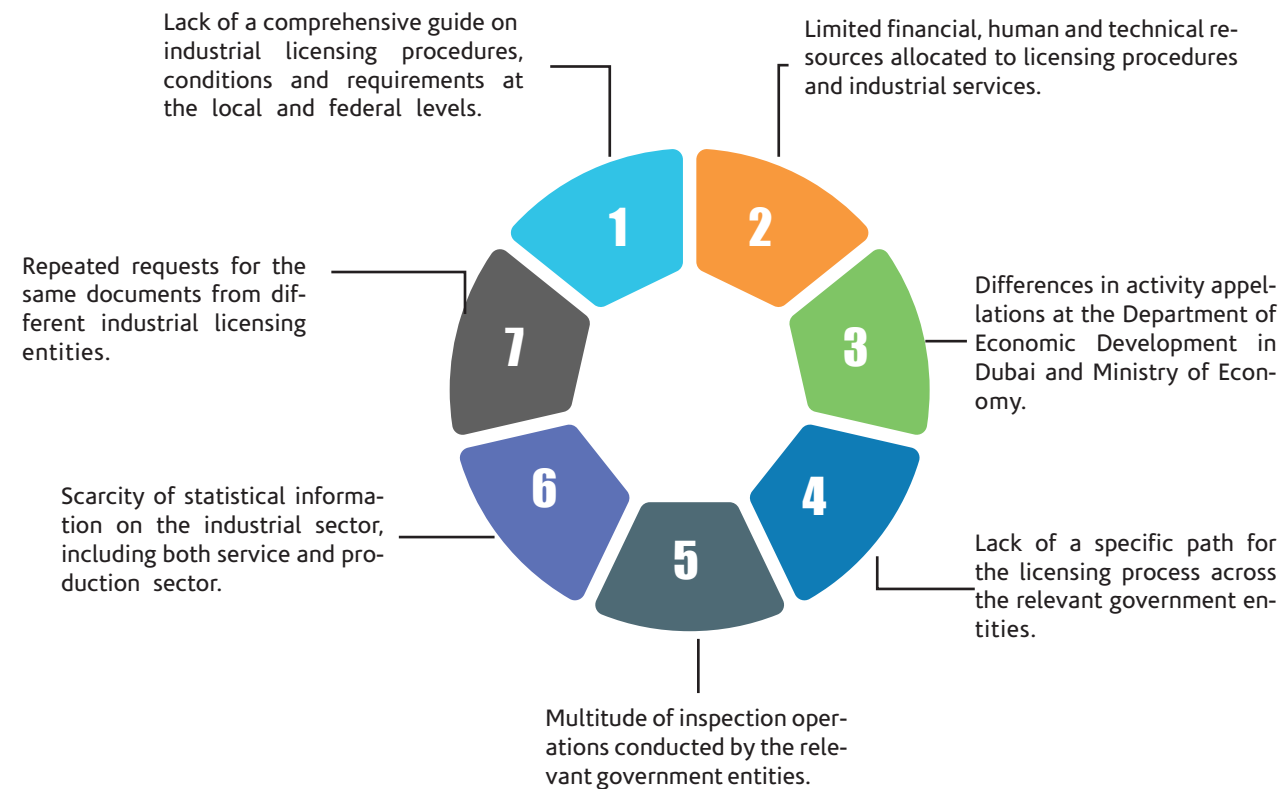 Lack of a comprehensive guide on
industrial licensing procedures,
conditions and requirements at
the local and federal levels.
Limited financial, human and technical re-
sources allocated to licensing procedures
and industrial services.
1
2
Repeated requests for the
same documents from dif-
ferent industrial licensing
entities.
7
3
Differences in activity appel-
lations at the Department of
Economic Development in
Dubai and Ministry of Econ-
omy.
Scarcity of statistical informa-
tion on the industrial sector,
including both service and pro-
duction sector.
6
4
Lack of a specific path for
the licensing process across
the relevant government en-
tities.
5
Multitude of inspection oper-
ations conducted by the rele-
vant government entities.